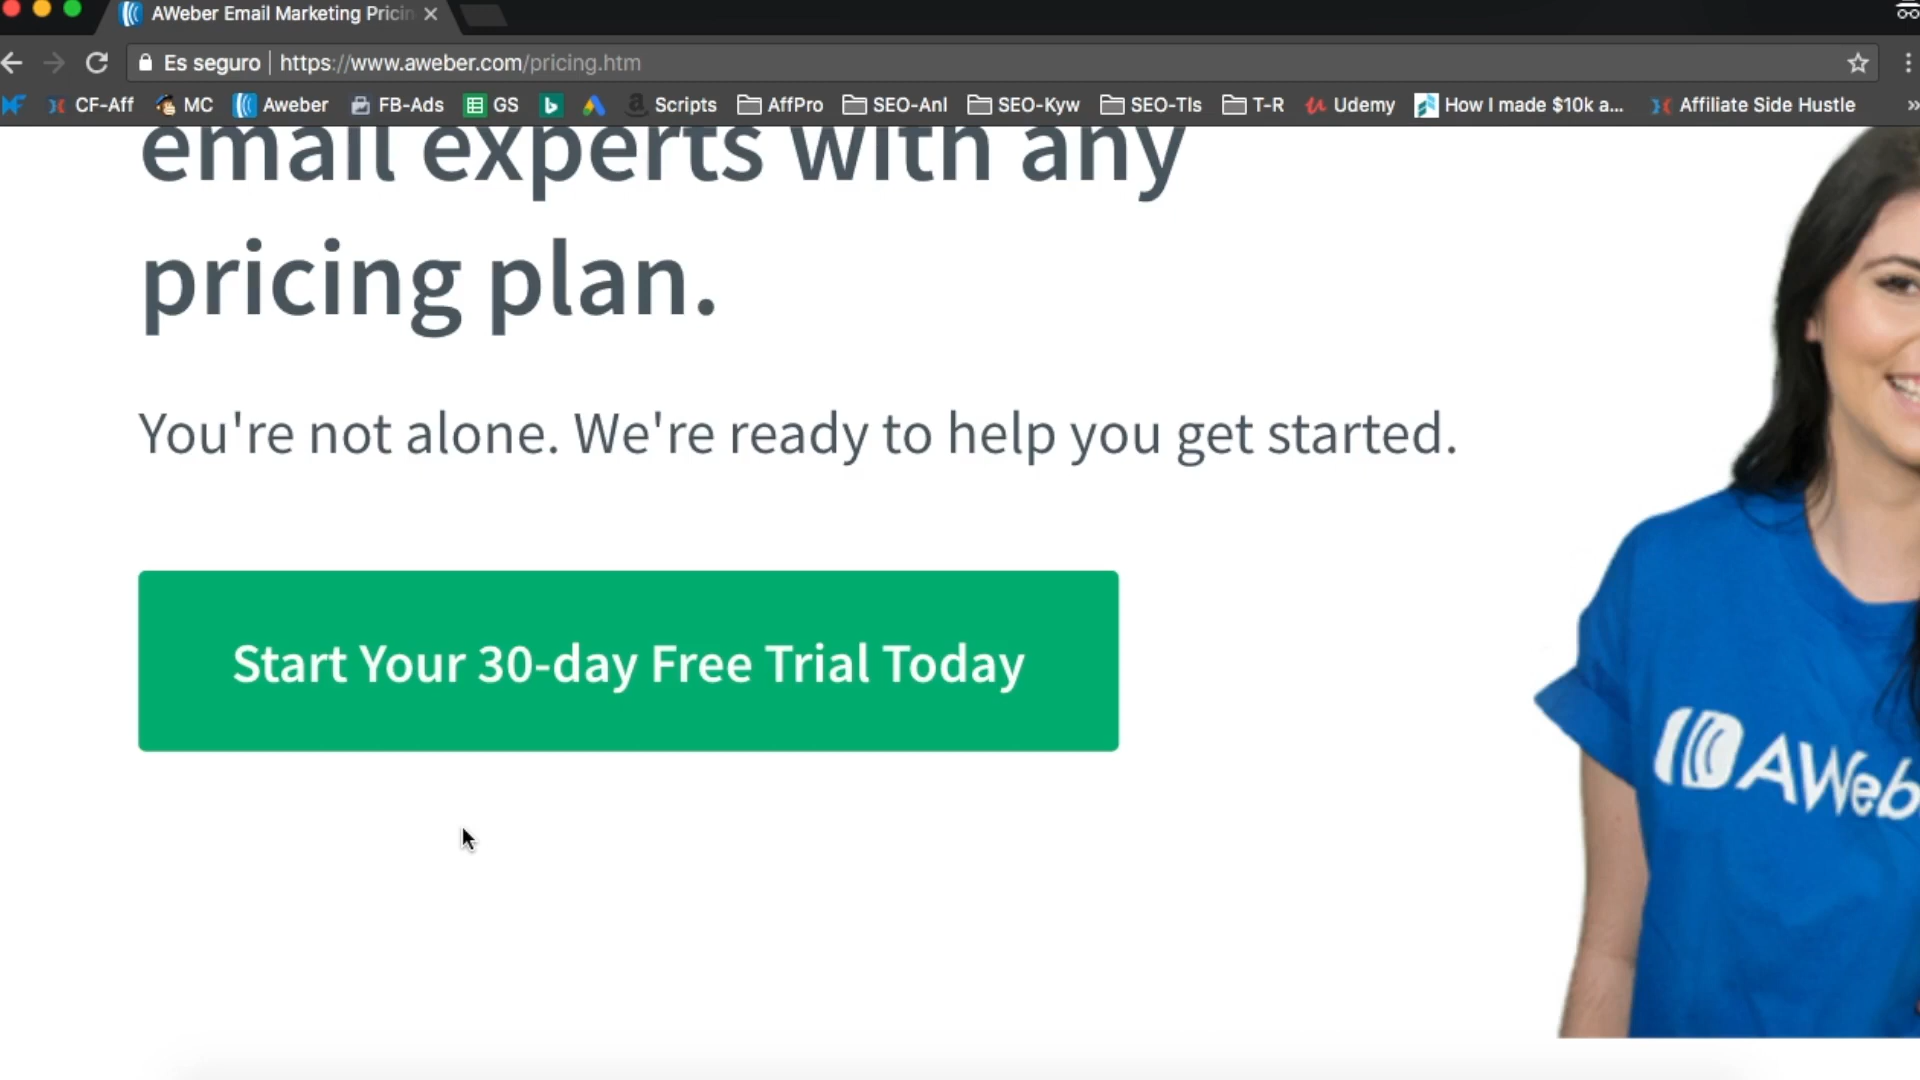 AWeber Email Marketing Pricin
Es seguro https://www.aweber.com/pricing.htm
CF-Aff MC Aweber FB-Ads GS Scripts AffPro SEO-Anl SEO-Kyw SEO-Tls T-R Udemy How I made $10k a... Affiliate Side Hustle »
email experts with any
pricing plan.
You're not alone. We're ready to help you get started.
Start Your 30-day Free Trial Today
AWeb